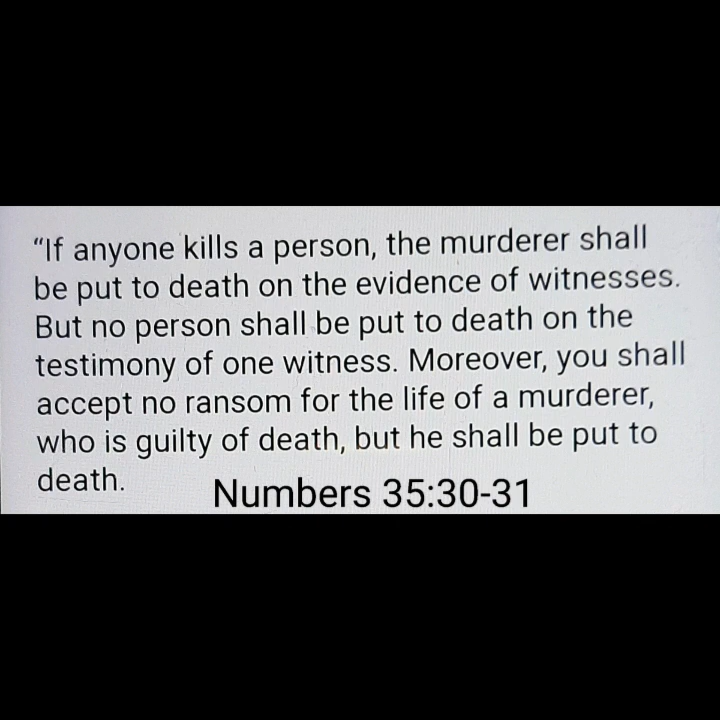 “If anyone kills a person, the murderer shall
be put to death on the evidence of witnesses.
But no person shall be put to death on the
testimony of one witness. Moreover, you shall
accept no ransom for the life of a murderer,
who is guilty of death, but he shall be put to
death.
Numbers 35:30-31